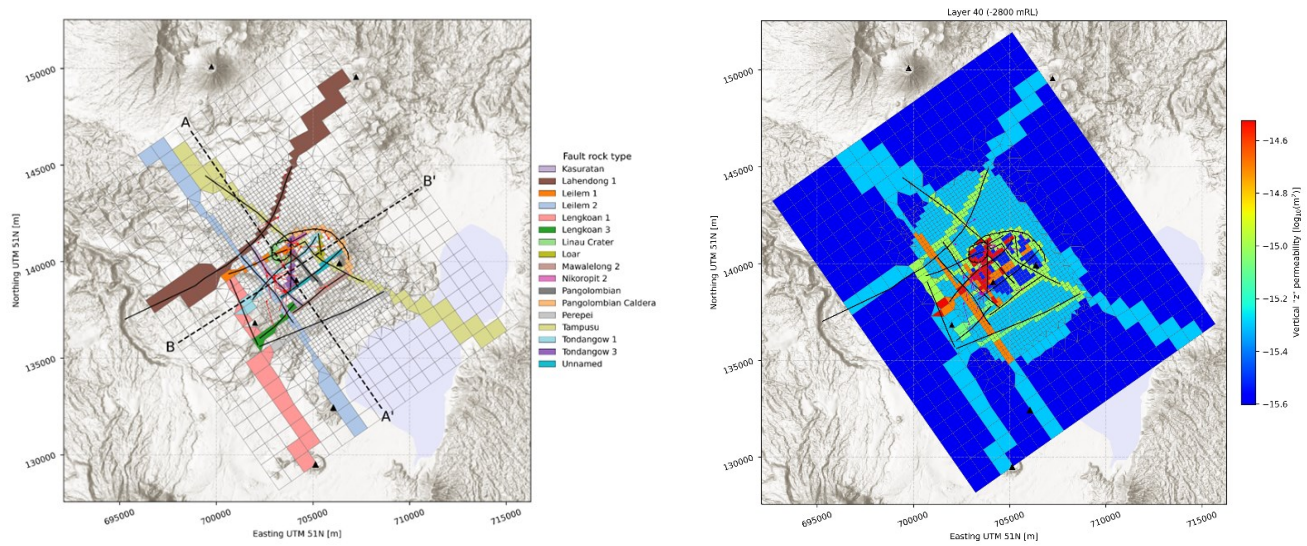 150000
145000
140000
135000
130000
Northing UTM 51N [m]
695000
700000
705000
710000
715000
Easting UTM 51N [m]
A
B'
B
A'
Fault rock type
Kasuratan
Lahendong 1
Leilem 1
Leilem 2
Lengkoan 1
Lengkoan 3
Linau Crater
Loar
Mawalelong 2
Nikoropit 2
Pangolombian
Pangolombian Caldera
Perepei
Tampusu
Tondangow 1
Tondangow 3
Unnamed
Layer 40 (-2800 mRL)
150000
145000
140000
135000
130000
Northing UTM 51N [m]
695000
700000
705000
710000
715000
Easting UTM 51N [m]
−14.6
−14.8
−15.0
−15.2
−15.4
−15.6
Vertical "z" permeability [log10(m²)]